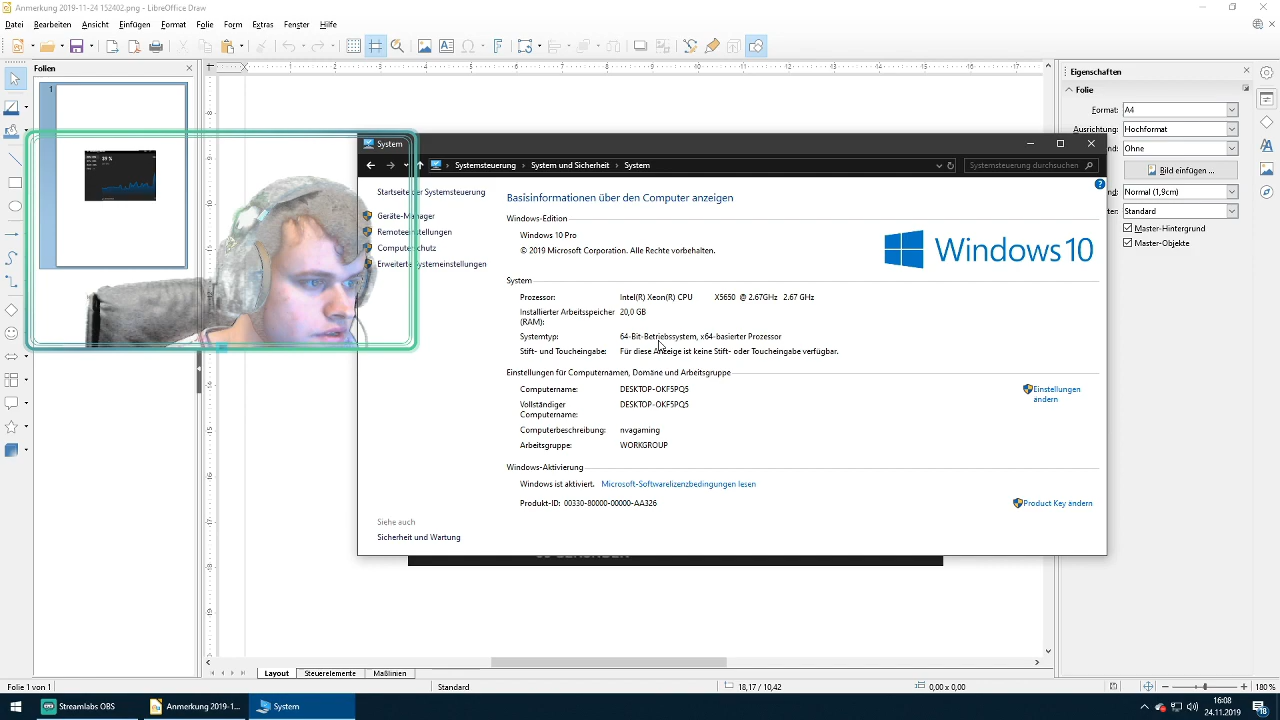 Anmerkung 2019-11-24 152402.png - LibreOffice Draw
Datei Bearbeiten Ansicht Einfügen Format Folie Form Extras Fenster Hilfe
Folien
1
89 %
Eigenschaften
Folie
Format: A4
Ausrichtung: Hochformat
Ohne
Bild einfügen ...
Normal (1,9cm)
Standard
Master-Hintergrund
Master-Objekte
System
Systemsteuerung › System und Sicherheit › System
Systemsteuerung durchsuchen
Startseite der Systemsteuerung
Geräte-Manager
Remoteeinstellungen
Computerschutz
Erweiterte Systemeinstellungen
Basisinformationen über den Computer anzeigen
Windows-Edition
Windows 10 Pro
© 2019 Microsoft Corporation. Alle Rechte vorbehalten.
Windows 10
System
Prozessor: Intel(R) Xeon(R) CPU X5650 @ 2.67GHz 2.67 GHz
Installierter Arbeitsspeicher 20,0 GB
(RAM):
Systemtyp: 64-Bit-Betriebssystem, x64-basierter Prozessor
Stift- und Toucheingabe: Für diese Anzeige ist keine Stift- oder Toucheingabe verfügbar.
Einstellungen für Computernamen, Domäne und Arbeitsgruppe
Computername: DESKTOP-OKF5PQ5
Einstellungen
ändern
Vollständiger DESKTOP-OKF5PQ5
Computername:
Computerbeschreibung: nvagaming
Arbeitsgruppe: WORKGROUP
Windows-Aktivierung
Windows ist aktiviert. Microsoft-Softwarelizenzbedingungen lesen
Produkt-ID: 00330-80000-00000-AA326
Product Key ändern
Siehe auch
Sicherheit und Wartung
Layout Steuerelemente Maßlinien
Folie 1 von 1 Standard 18,17 / 10,42 0,00 x 0,00 180 %
Streamlabs OBS Anmerkung 2019-1... System
16:08
24.11.2019
18